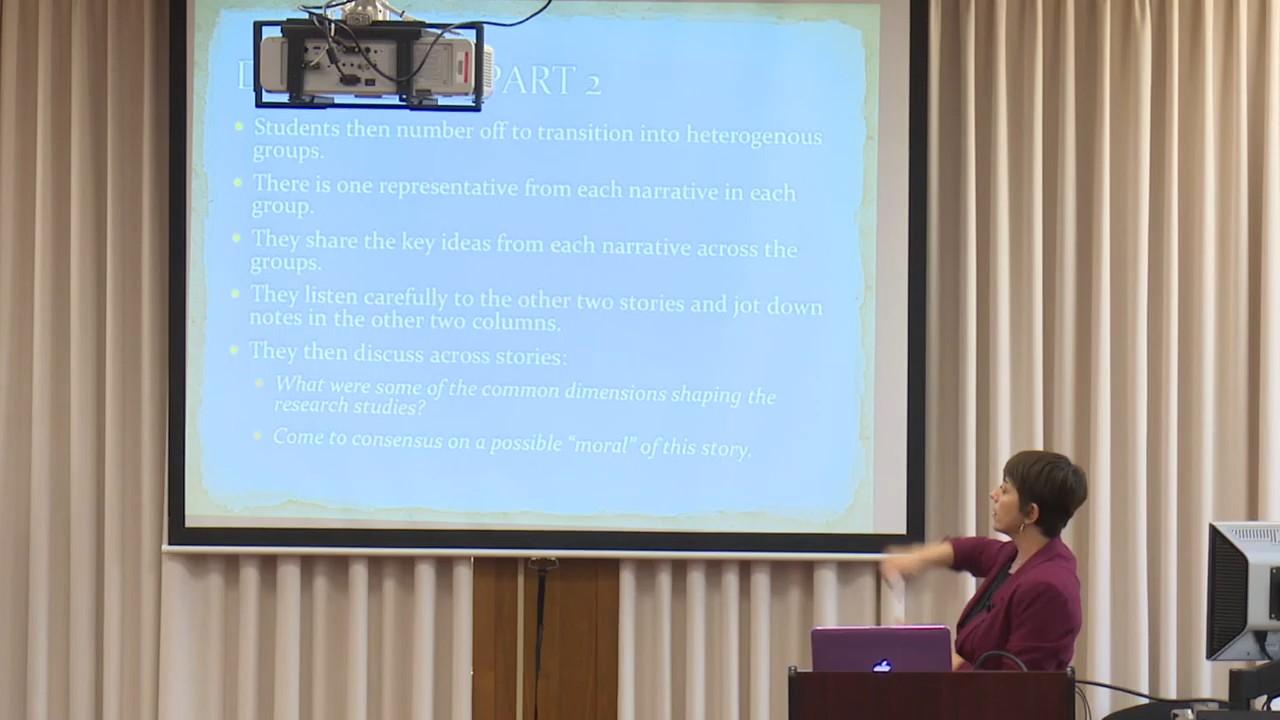 PART 2
• Students then number off to transition into heterogenous
groups.
• There is one representative from each narrative in each
group.
• They share the key ideas from each narrative across the
groups.
• They listen carefully to the other two stories and jot down
notes in the other two columns.
• They then discuss across stories:
• What were some of the common dimensions shaping the
research studies?
• Come to consensus on a possible “moral” of this story.